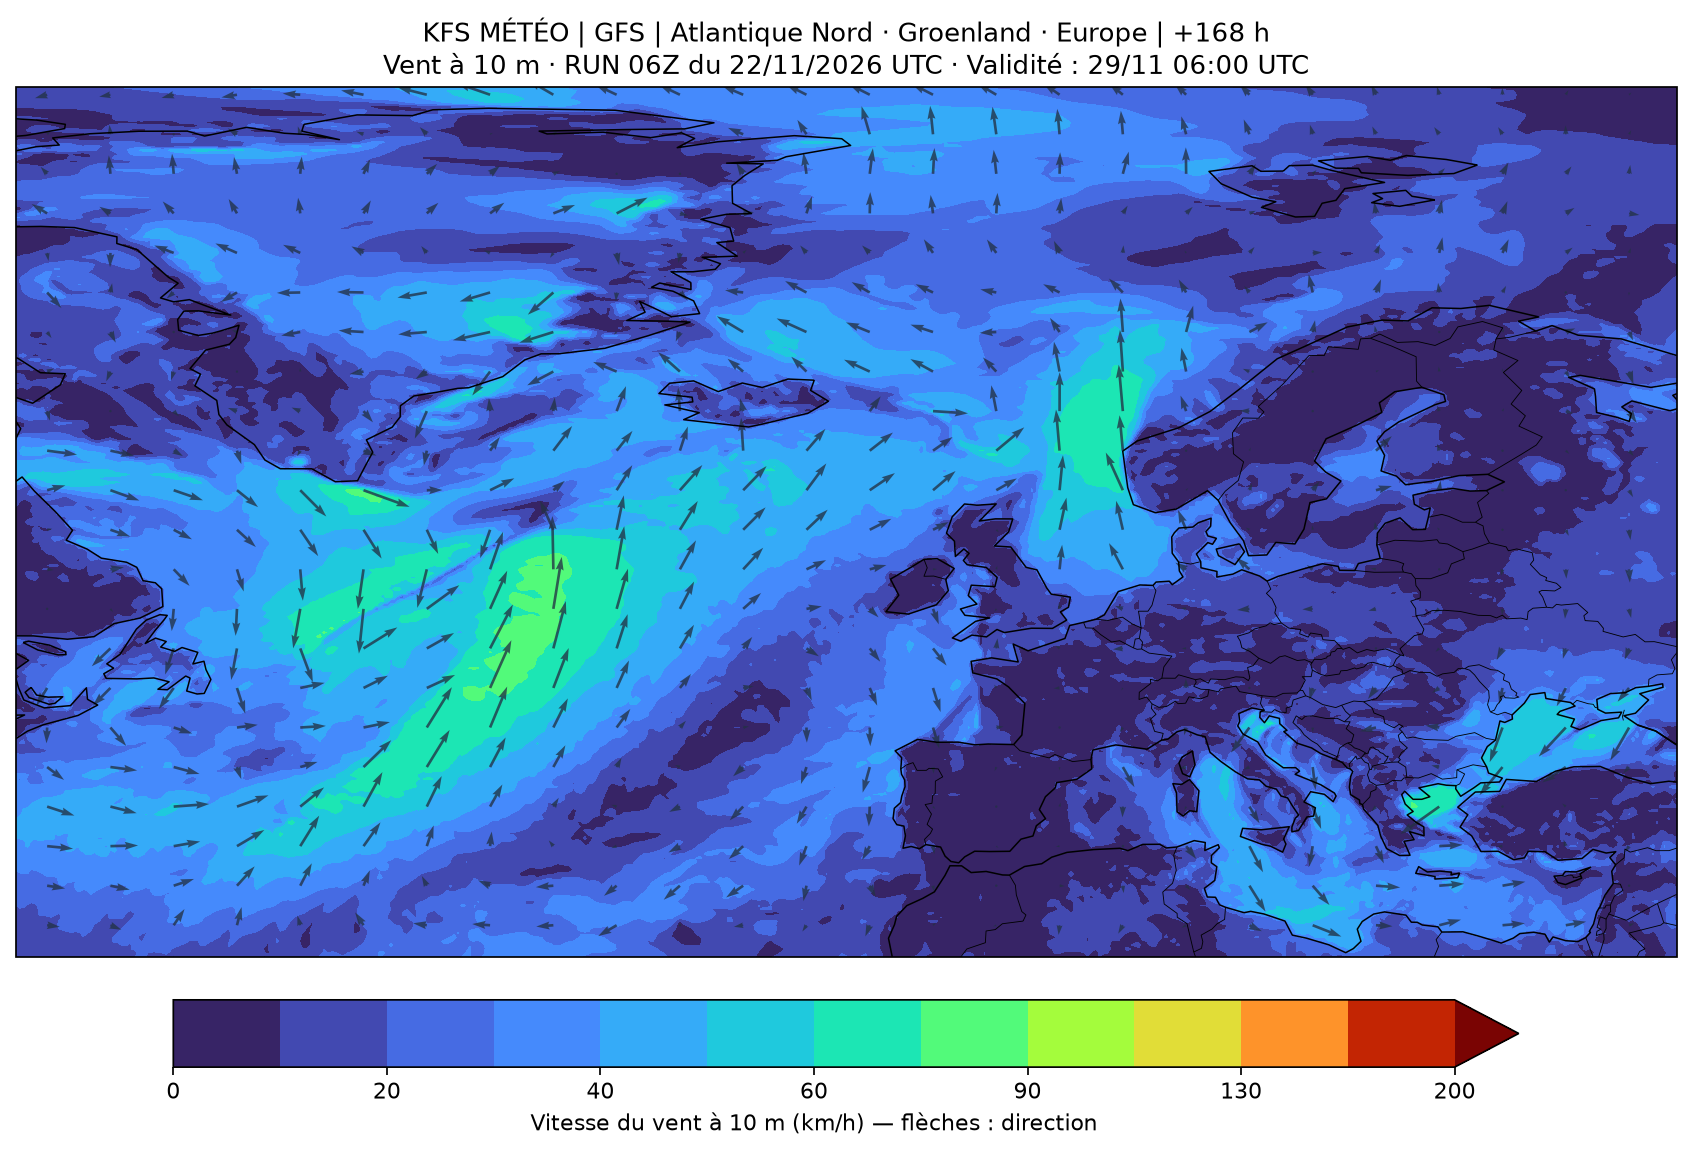 KFS MÉTÉO | GFS | Atlantique Nord · Groenland · Europe | +168 h
Vent à 10 m · RUN 06Z du 22/11/2026 UTC · Validité : 29/11 06:00 UTC
0 20 40 60 90 130 200
Vitesse du vent à 10 m (km/h) — flèches : direction